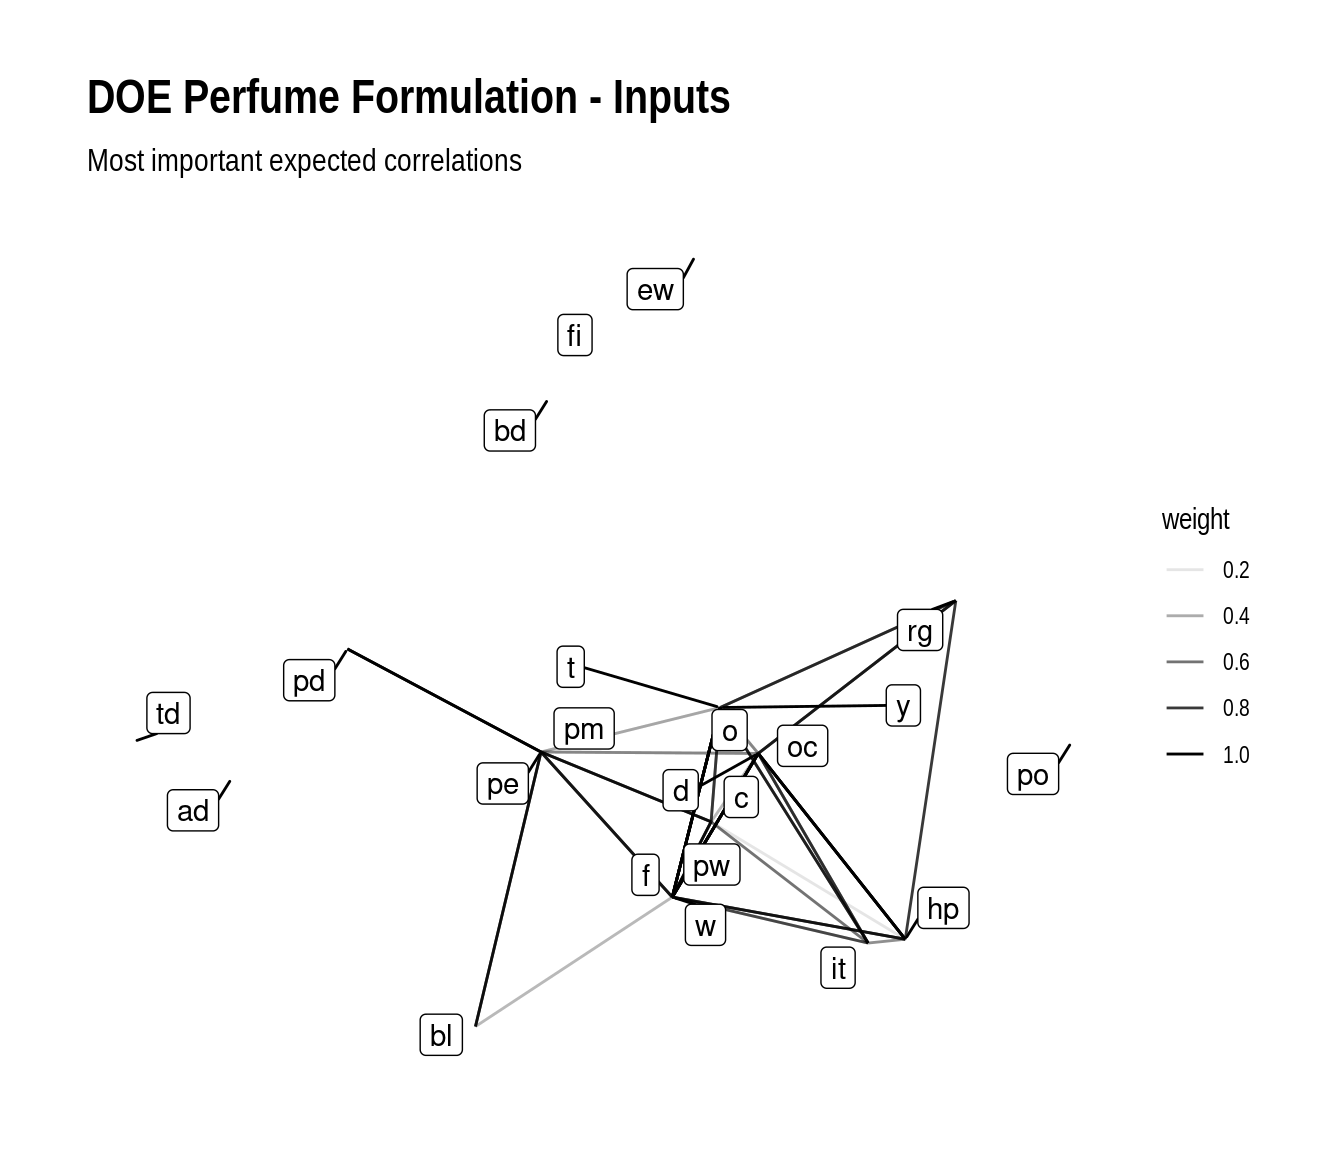 DOE Perfume Formulation - Inputs
Most important expected correlations
ew
fi
bd
weight
0.2
0.4
0.6
0.8
1.0
rg
t
pd
y
td
pm
o
oc
po
pe
d
c
ad
pw
f
hp
w
it
bl